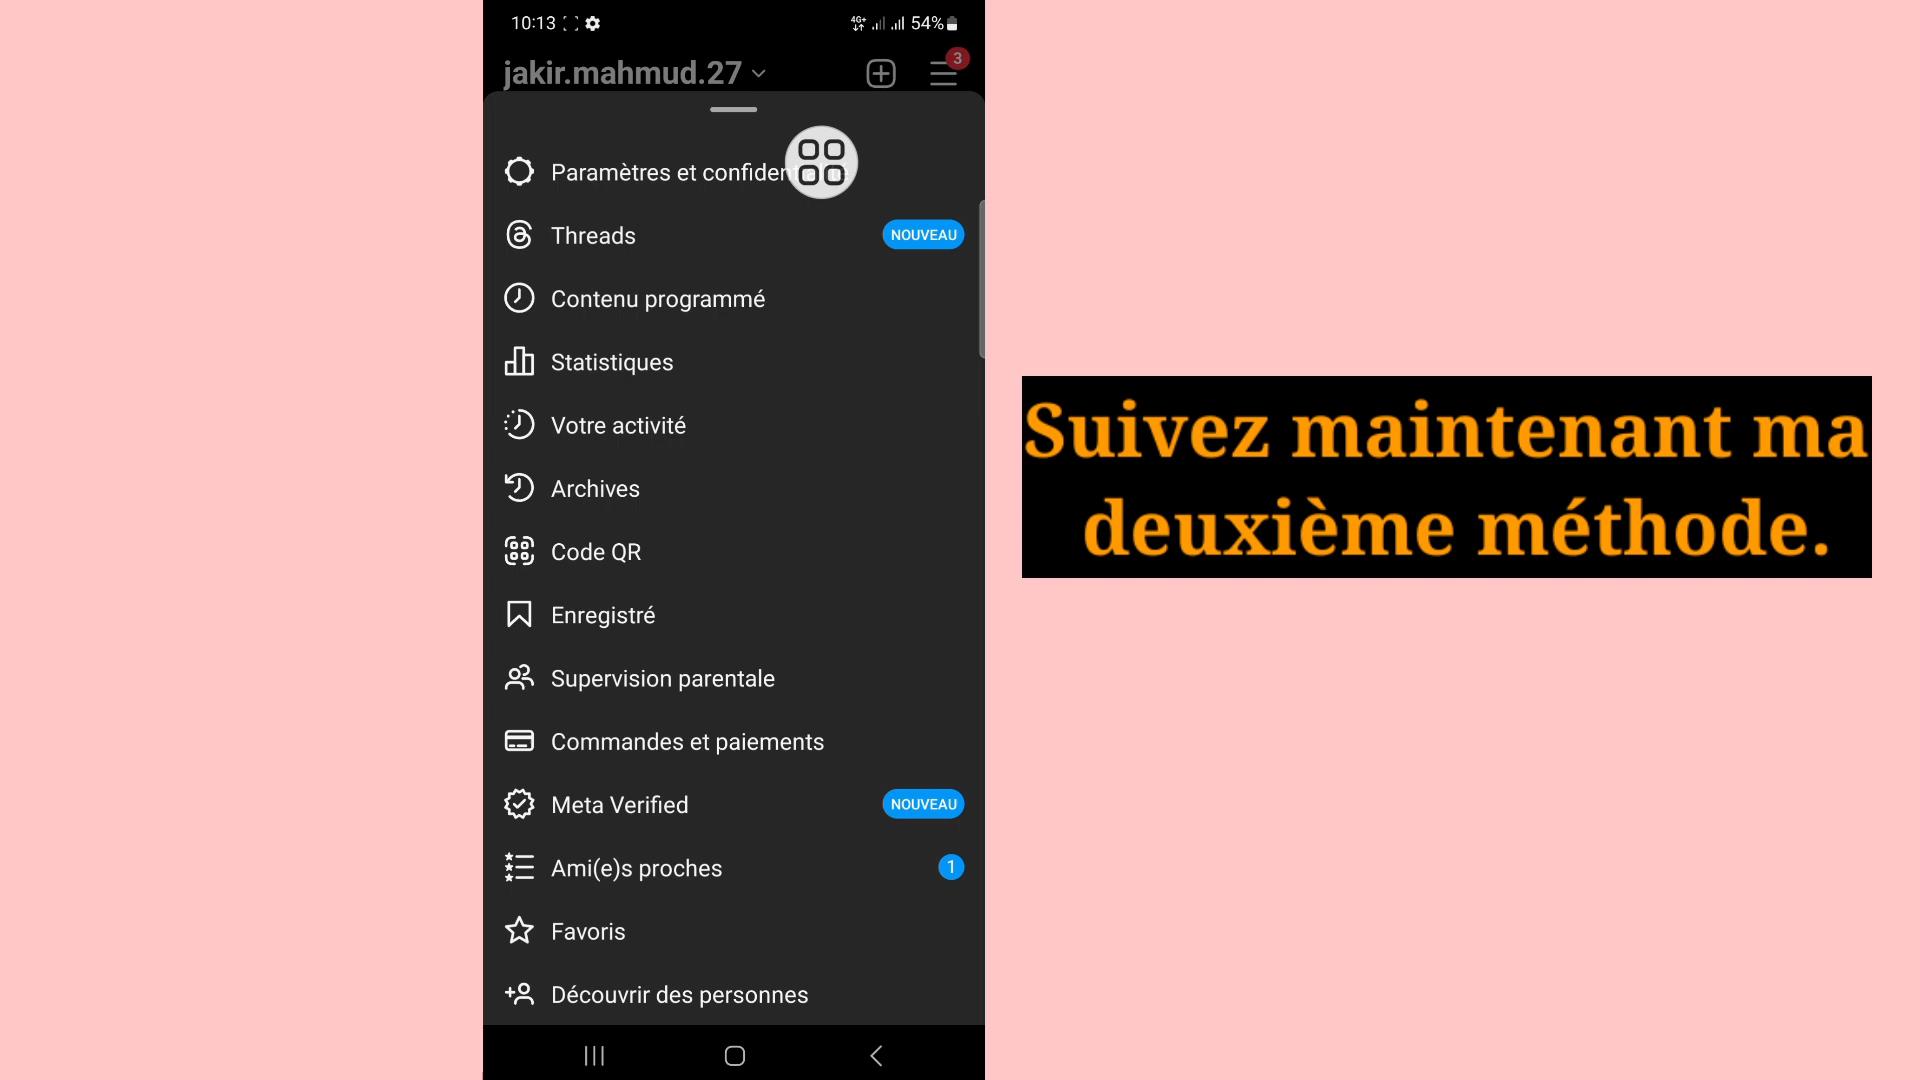 10:13
4G+ 54%
jakir.mahmud.27
3
Paramètres et confidentialité
Threads NOUVEAU
Contenu programmé
Statistiques
Votre activité
Archives
Code QR
Enregistré
Supervision parentale
Commandes et paiements
Meta Verified NOUVEAU
Ami(e)s proches 1
Favoris
Découvrir des personnes
Suivez maintenant ma
deuxième méthode.